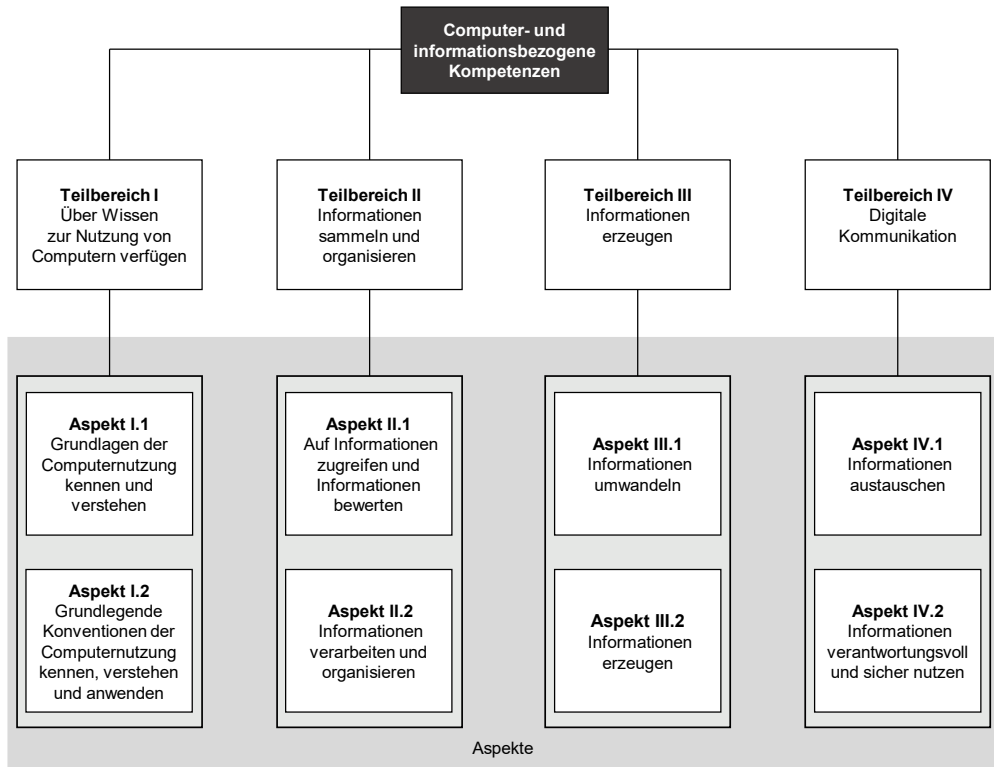 Computer- und
informationsbezogene
Kompetenzen
Teilbereich I
Über Wissen
zur Nutzung von
Computern verfügen
Teilbereich II
Informationen
sammeln und
organisieren
Teilbereich III
Informationen
erzeugen
Teilbereich IV
Digitale
Kommunikation
Aspekt I.1
Grundlagen der
Computernutzung
kennen und
verstehen
Aspekt II.1
Auf Informationen
zugreifen und
Informationen
bewerten
Aspekt III.1
Informationen
umwandeln
Aspekt IV.1
Informationen
austauschen
Aspekt I.2
Grundlegende
Konventionen der
Computernutzung
kennen, verstehen
und anwenden
Aspekt II.2
Informationen
verarbeiten und
organisieren
Aspekt III.2
Informationen
erzeugen
Aspekt IV.2
Informationen
verantwortungsvoll
und sicher nutzen
Aspekte